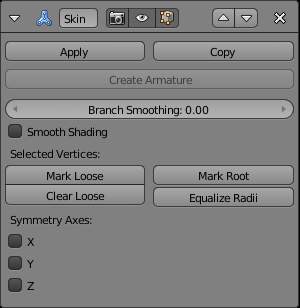 Skin
Apply Copy
Create Armature
Branch Smoothing: 0.00
Smooth Shading
Selected Vertices:
Mark Loose Mark Root
Clear Loose Equalize Radii
Symmetry Axes:
X
Y
Z